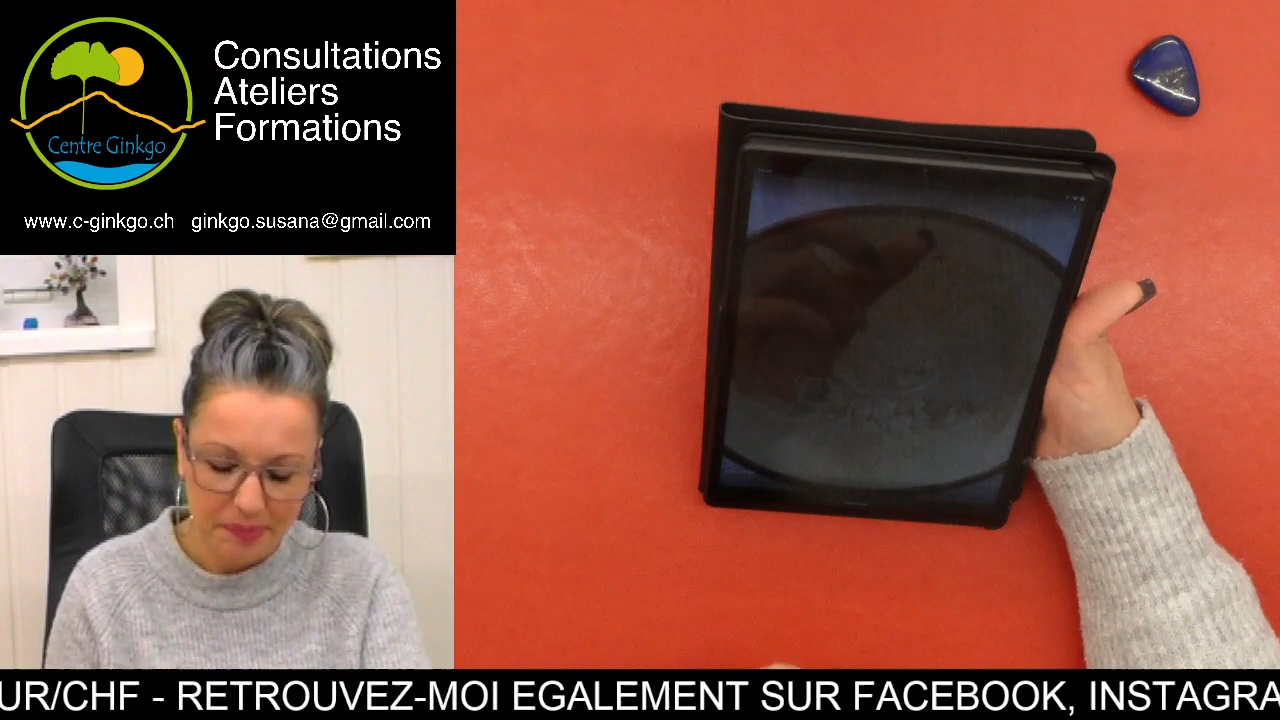 Consultations
Ateliers
Formations
Centre Ginkgo
www.c-ginkgo.ch ginkgo.susana@gmail.com
UR/CHF - RETROUVEZ-MOI EGALEMENT SUR FACEBOOK, INSTAGRA